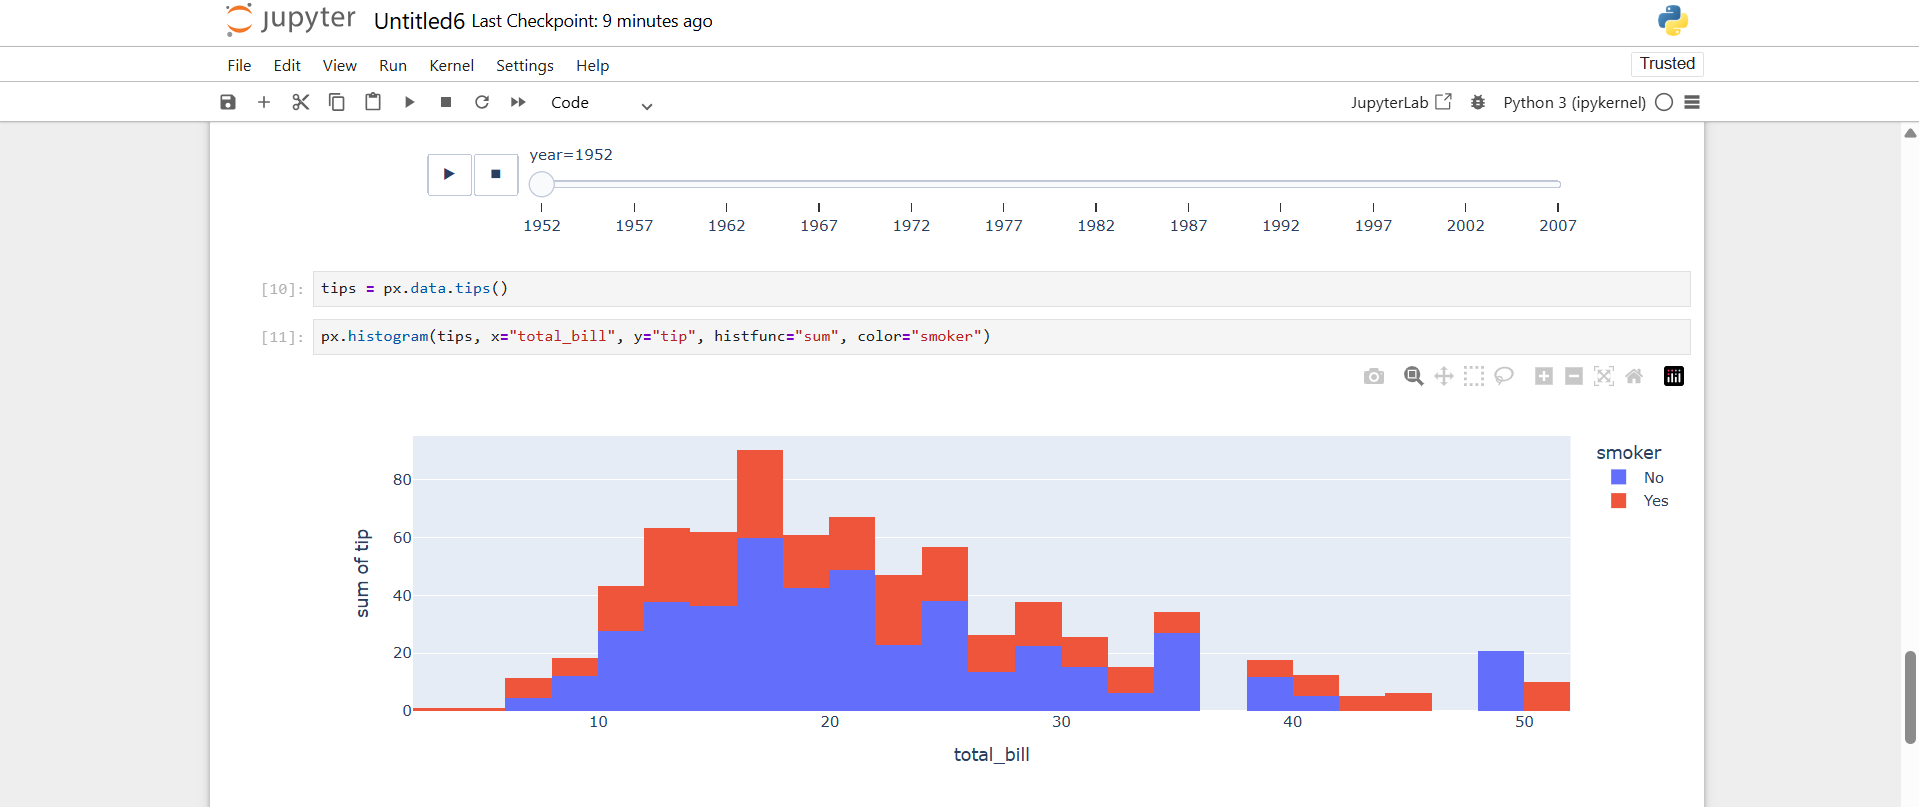 jupyter Untitled6 Last Checkpoint: 9 minutes ago
File Edit View Run Kernel Settings Help Trusted
Code JupyterLab Python 3 (ipykernel)
year=1952
1952 1957 1962 1967 1972 1977 1982 1987 1992 1997 2002 2007
[10]: tips = px.data.tips()
[11]: px.histogram(tips, x="total_bill", y="tip", histfunc="sum", color="smoker")
smoker
No
Yes
80
60
40
20
0
sum of tip
10 20 30 40 50
total_bill